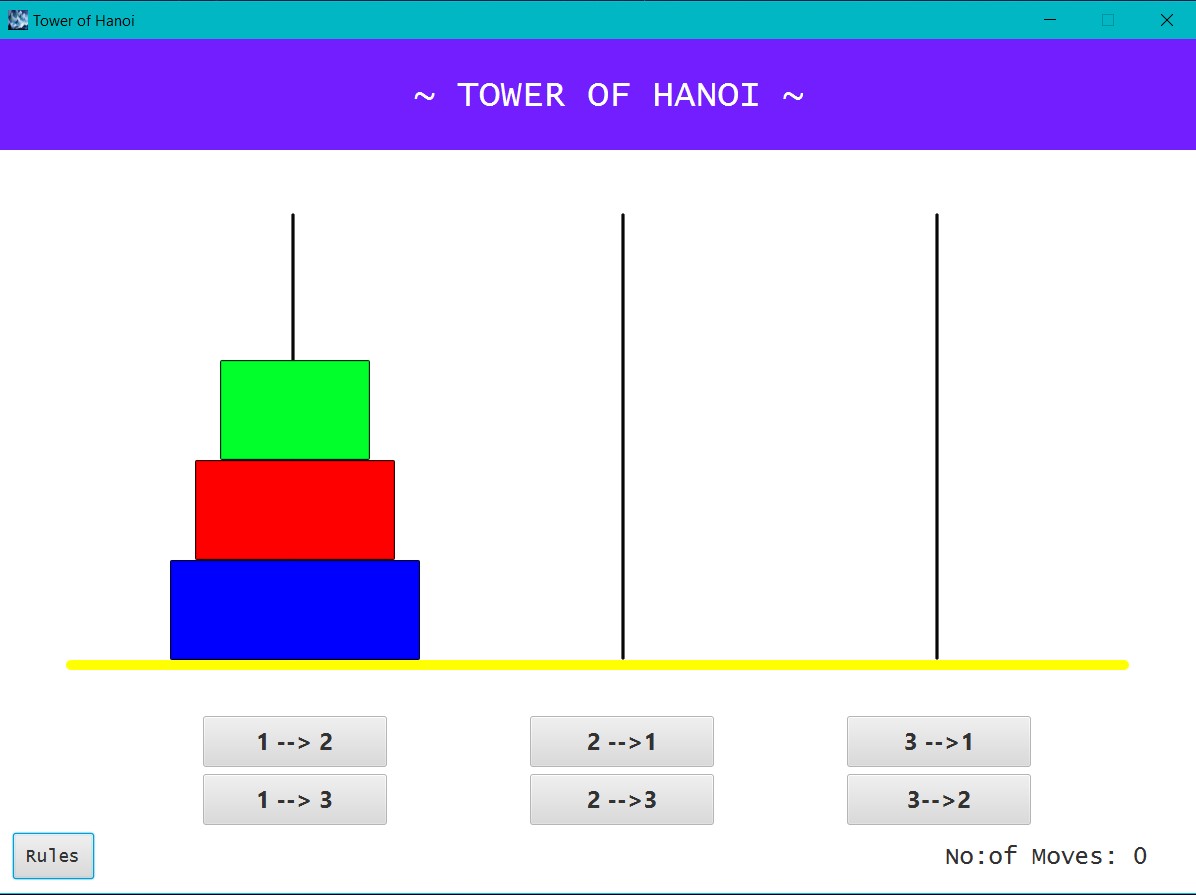 Tower of Hanoi
~ TOWER OF HANOI ~
1 --> 2
2 -->1
3 -->1
1 --> 3
2 -->3
3-->2
Rules
No:of Moves: 0